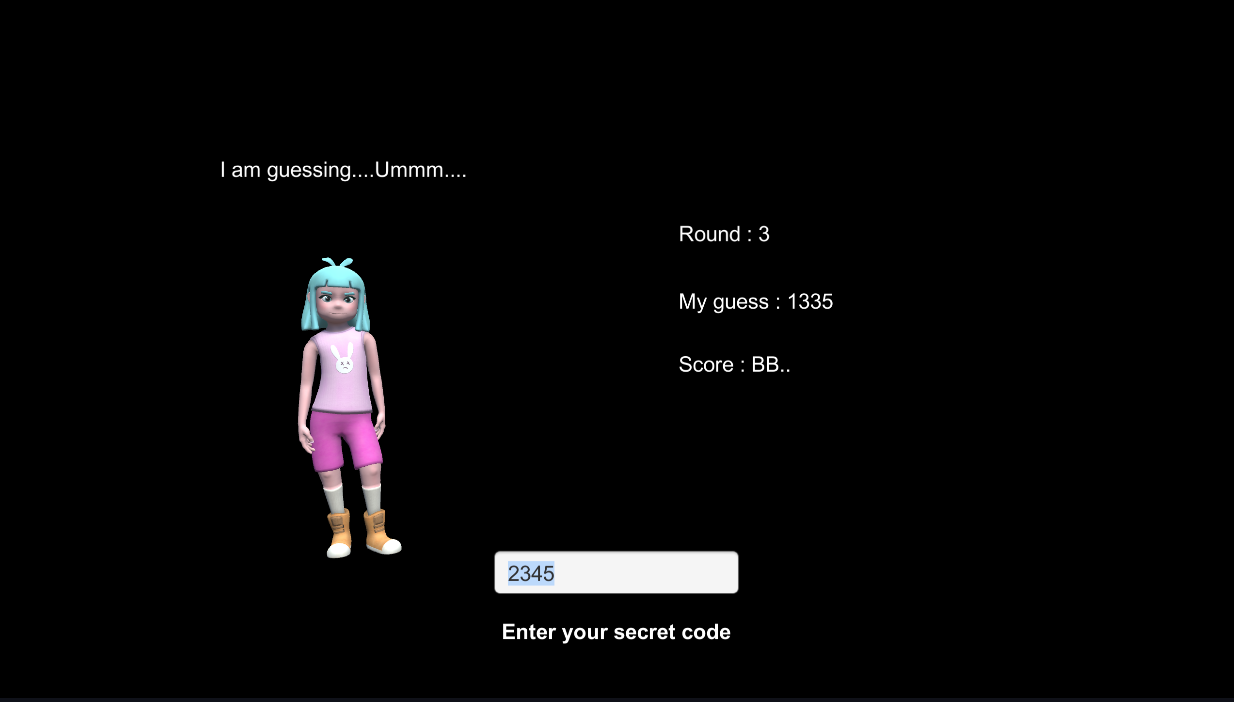 I am guessing....Ummm....
Round : 3
My guess : 1335
Score : BB..
2345
Enter your secret code